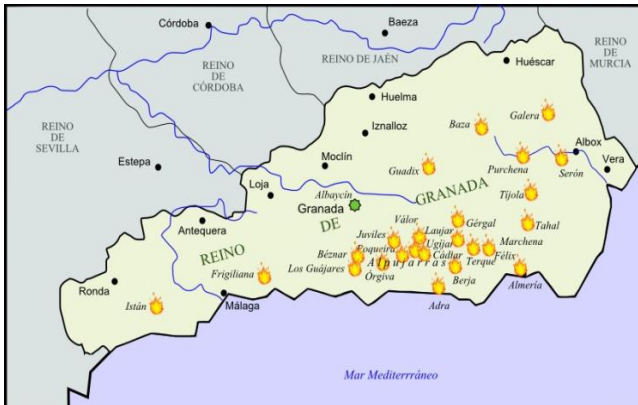 Córdoba
Baeza
REINO
DE
CÓRDOBA
REINO DE JAÉN
REINO
DE
MURCIA
Huéscar
REINO
DE
SEVILLA
Huelma
Galera
Baza
Iznalloz
Albox
Estepa
Moclín
Guadix
Purchena
Serón
Vera
Loja
Albaycín
Granada
GRANADA
Tíjola
DE
Antequera
Válor
Laujar
Gérgal
Tahal
Juviles
Ugíjar
Marchena
REINO
Béznar
Poqueira
Alpujarras
Cádiar
Terque
Félix
Frigiliana
Los Guájares
Órgiva
Berja
Almería
Ronda
Istán
Málaga
Adra
Mar Mediterrráneo